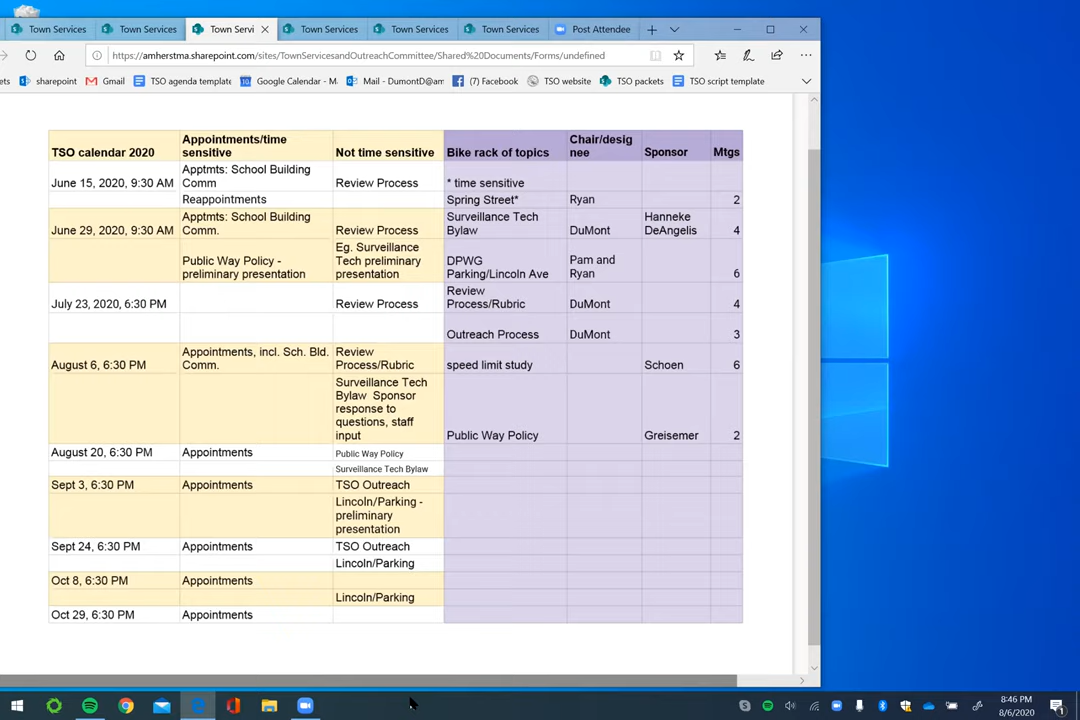 Town Services
Town Services
Town Servi
Town Services
Town Services
Town Services
Post Attendee
https://amherstma.sharepoint.com/sites/TownServicesandOutreachCommittee/Shared%20Documents/Forms/undefined
ets
sharepoint
Gmail
TSO agenda template
Google Calendar - M
Mail - DumontD@am
(7) Facebook
TSO website
TSO packets
TSO script template
TSO calendar 2020
Appointments/time
sensitive
Not time sensitive
Bike rack of topics
Chair/desig
nee
Sponsor
Mtgs
June 15, 2020, 9:30 AM
Apptmts: School Building
Comm
Review Process
* time sensitive
Reappointments
Spring Street*
Ryan
2
June 29, 2020, 9:30 AM
Apptmts: School Building
Comm.
Review Process
Surveillance Tech
Bylaw
DuMont
Hanneke
DeAngelis
4
Public Way Policy -
preliminary presentation
Eg. Surveillance
Tech preliminary
presentation
DPWG
Parking/Lincoln Ave
Pam and
Ryan
6
July 23, 2020, 6:30 PM
Review Process
Review
Process/Rubric
DuMont
4
Outreach Process
DuMont
3
August 6, 6:30 PM
Appointments, incl. Sch. Bld.
Comm.
Review
Process/Rubric
speed limit study
Schoen
6
Surveillance Tech
Bylaw Sponsor
response to
questions, staff
input
Public Way Policy
Greisemer
2
August 20, 6:30 PM
Appointments
Public Way Policy
Surveillance Tech Bylaw
Sept 3, 6:30 PM
Appointments
TSO Outreach
Lincoln/Parking -
preliminary
presentation
Sept 24, 6:30 PM
Appointments
TSO Outreach
Lincoln/Parking
Oct 8, 6:30 PM
Appointments
Lincoln/Parking
Oct 29, 6:30 PM
Appointments
8:46 PM
8/6/2020
1